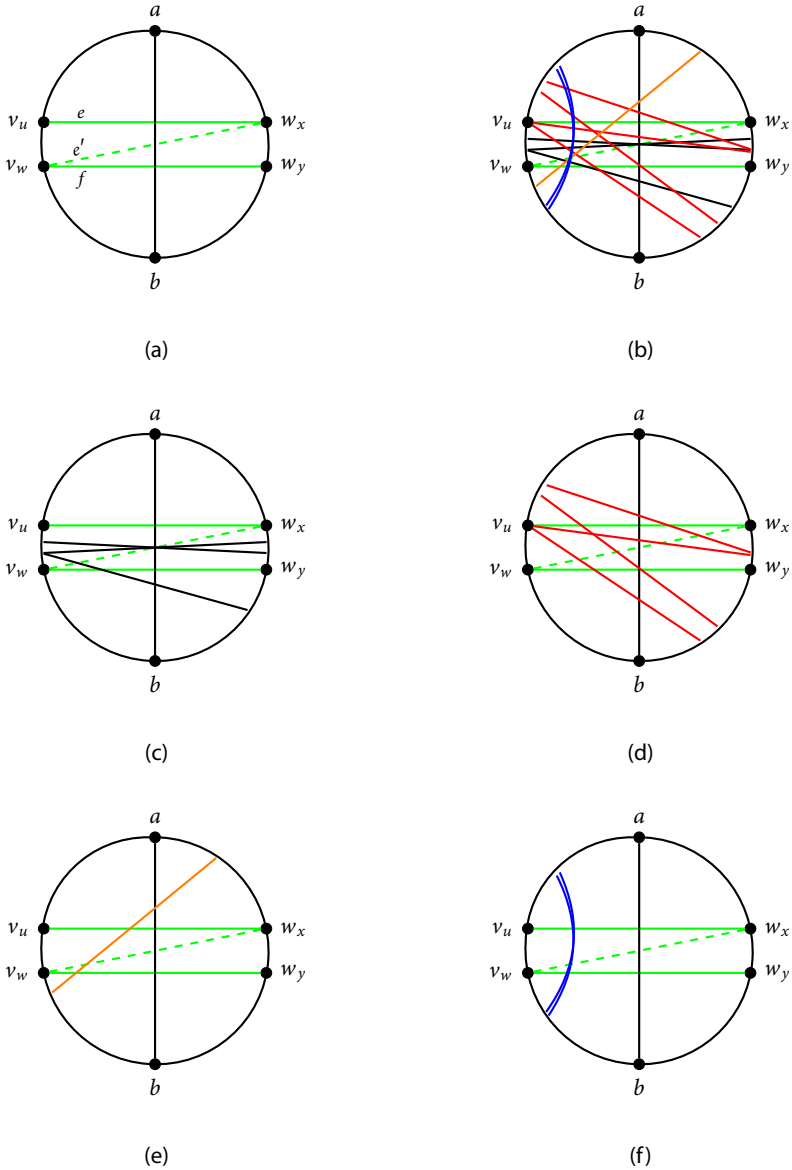 a a
v_u e w_x v_u w_x
v_w e′ f w_y v_w w_y
b b
(a) (b)
a a
v_u w_x v_u w_x
v_w w_y v_w w_y
b b
(c) (d)
a a
v_u w_x v_u w_x
v_w w_y v_w w_y
b b
(e) (f)